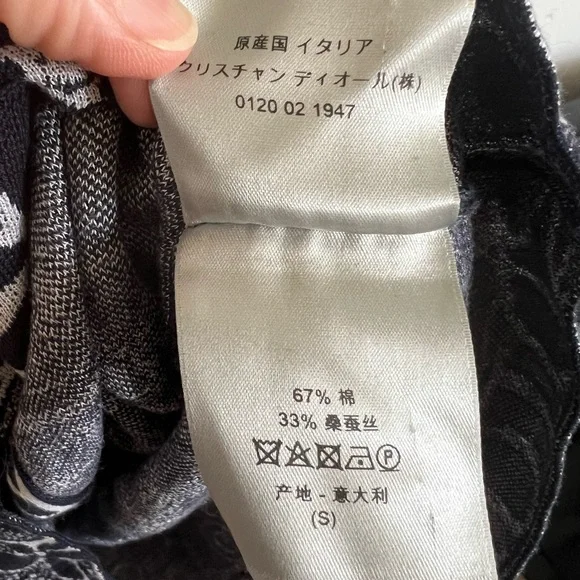 原産国 イタリア
クリスチャン ディオール(株)
0120 02 1947
67% 棉
33% 桑蚕丝
P
产地 - 意大利
(S)